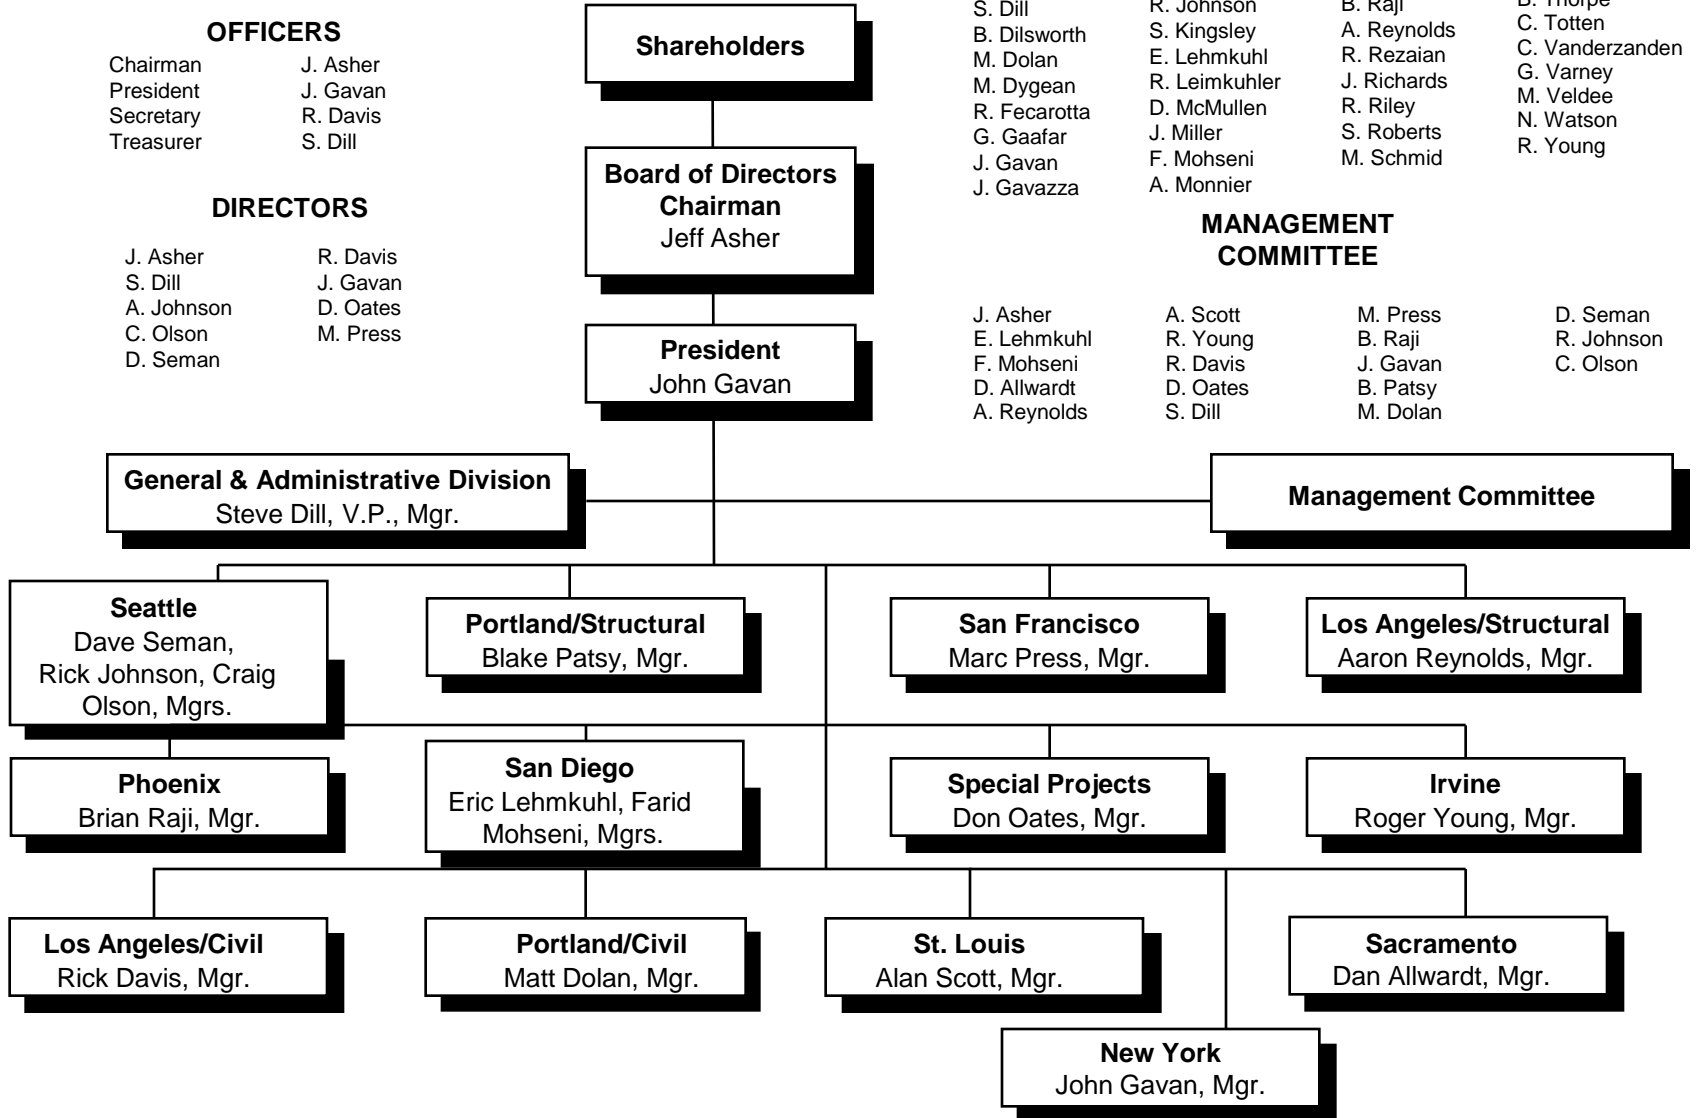 OFFICERS
Chairman J. Asher
President J. Gavan
Secretary R. Davis
Treasurer S. Dill
DIRECTORS
J. Asher R. Davis
S. Dill J. Gavan
A. Johnson D. Oates
C. Olson M. Press
D. Seman
Shareholders
Board of Directors
Chairman
Jeff Asher
President
John Gavan
S. Dill R. Johnson B. Raji B. Thorpe
B. Dilsworth S. Kingsley A. Reynolds C. Totten
M. Dolan E. Lehmkuhl R. Rezaian C. Vanderzanden
M. Dygean R. Leimkuhler J. Richards G. Varney
R. Fecarotta D. McMullen R. Riley M. Veldee
G. Gaafar J. Miller S. Roberts N. Watson
J. Gavan F. Mohseni M. Schmid R. Young
J. Gavazza A. Monnier
MANAGEMENT
COMMITTEE
J. Asher A. Scott M. Press D. Seman
E. Lehmkuhl R. Young B. Raji R. Johnson
F. Mohseni R. Davis J. Gavan C. Olson
D. Allwardt D. Oates B. Patsy
A. Reynolds S. Dill M. Dolan
General & Administrative Division
Steve Dill, V.P., Mgr.
Management Committee
Seattle
Dave Seman,
Rick Johnson, Craig
Olson, Mgrs.
Portland/Structural
Blake Patsy, Mgr.
San Francisco
Marc Press, Mgr.
Los Angeles/Structural
Aaron Reynolds, Mgr.
Phoenix
Brian Raji, Mgr.
San Diego
Eric Lehmkuhl, Farid
Mohseni, Mgrs.
Special Projects
Don Oates, Mgr.
Irvine
Roger Young, Mgr.
Los Angeles/Civil
Rick Davis, Mgr.
Portland/Civil
Matt Dolan, Mgr.
St. Louis
Alan Scott, Mgr.
Sacramento
Dan Allwardt, Mgr.
New York
John Gavan, Mgr.